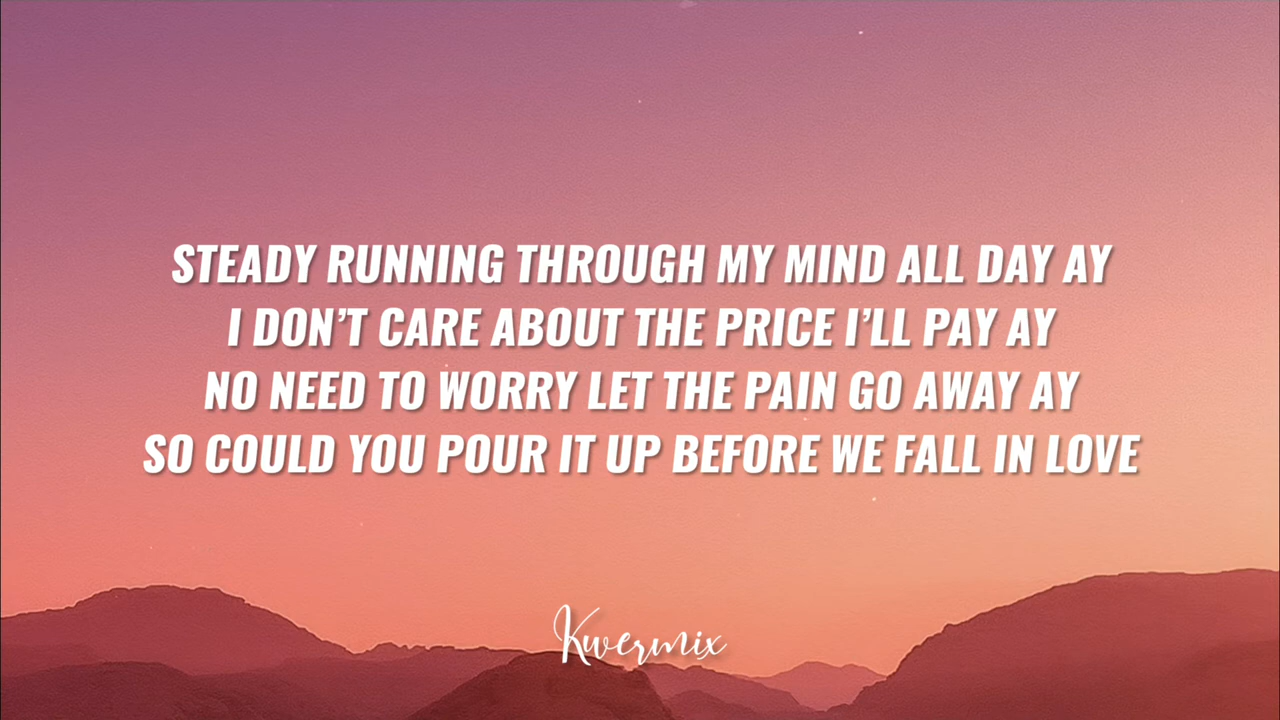 STEADY RUNNING THROUGH MY MIND ALL DAY AY
I DON’T CARE ABOUT THE PRICE I’LL PAY AY
NO NEED TO WORRY LET THE PAIN GO AWAY AY
SO COULD YOU POUR IT UP BEFORE WE FALL IN LOVE
Kwermix